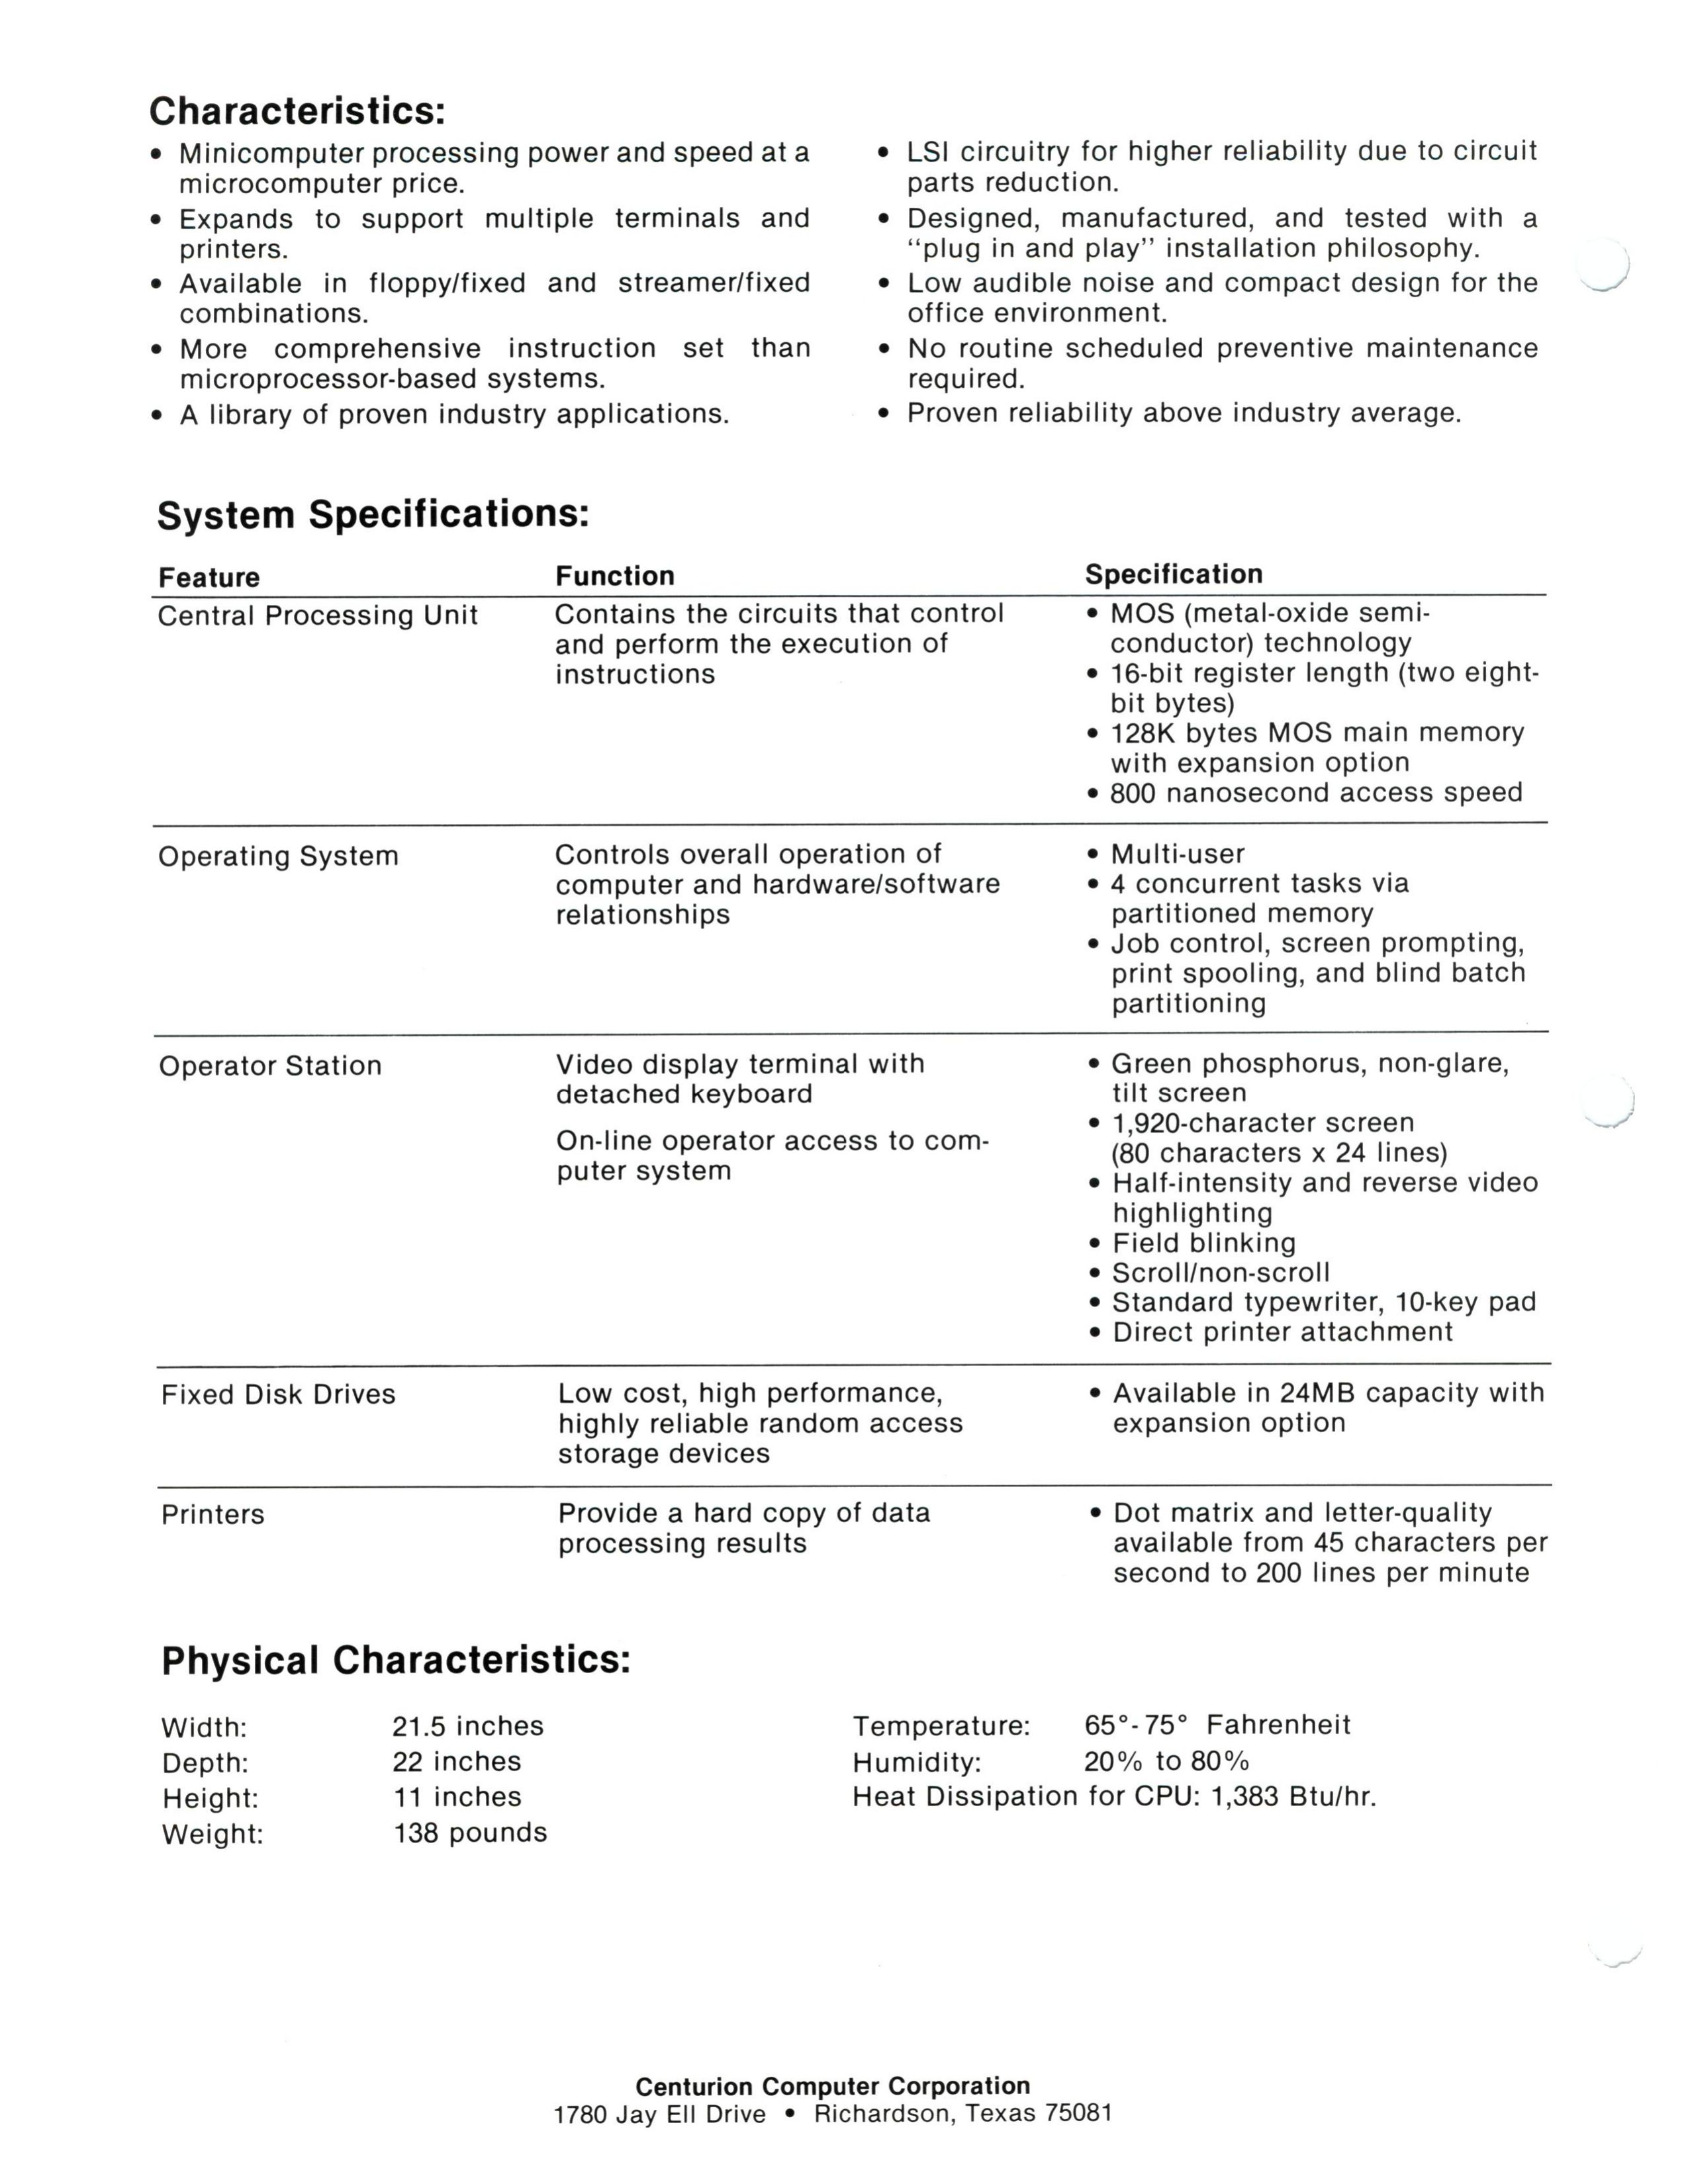 Characteristics:
• Minicomputer processing power and speed at a
microcomputer price.
• Expands to support multiple terminals and
printers.
• Available in floppy/fixed and streamer/fixed
combinations.
• More comprehensive instruction set than
microprocessor-based systems.
• A library of proven industry applications.
• LSI circuitry for higher reliability due to circuit
parts reduction.
• Designed, manufactured, and tested with a
“plug in and play” installation philosophy.
• Low audible noise and compact design for the
office environment.
• No routine scheduled preventive maintenance
required.
• Proven reliability above industry average.
System Specifications:
Feature Function Specification
Central Processing Unit
Contains the circuits that control
and perform the execution of
instructions
• MOS (metal-oxide semi-
conductor) technology
• 16-bit register length (two eight-
bit bytes)
• 128K bytes MOS main memory
with expansion option
• 800 nanosecond access speed
Operating System
Controls overall operation of
computer and hardware/software
relationships
• Multi-user
• 4 concurrent tasks via
partitioned memory
• Job control, screen prompting,
print spooling, and blind batch
partitioning
Operator Station
Video display terminal with
detached keyboard
On-line operator access to com-
puter system
• Green phosphorus, non-glare,
tilt screen
• 1,920-character screen
(80 characters x 24 lines)
• Half-intensity and reverse video
highlighting
• Field blinking
• Scroll/non-scroll
• Standard typewriter, 10-key pad
• Direct printer attachment
Fixed Disk Drives
Low cost, high performance,
highly reliable random access
storage devices
• Available in 24MB capacity with
expansion option
Printers
Provide a hard copy of data
processing results
• Dot matrix and letter-quality
available from 45 characters per
second to 200 lines per minute
Physical Characteristics:
Width: 21.5 inches
Depth: 22 inches
Height: 11 inches
Weight: 138 pounds
Temperature: 65°-75° Fahrenheit
Humidity: 20% to 80%
Heat Dissipation for CPU: 1,383 Btu/hr.
Centurion Computer Corporation
1780 Jay Ell Drive • Richardson, Texas 75081